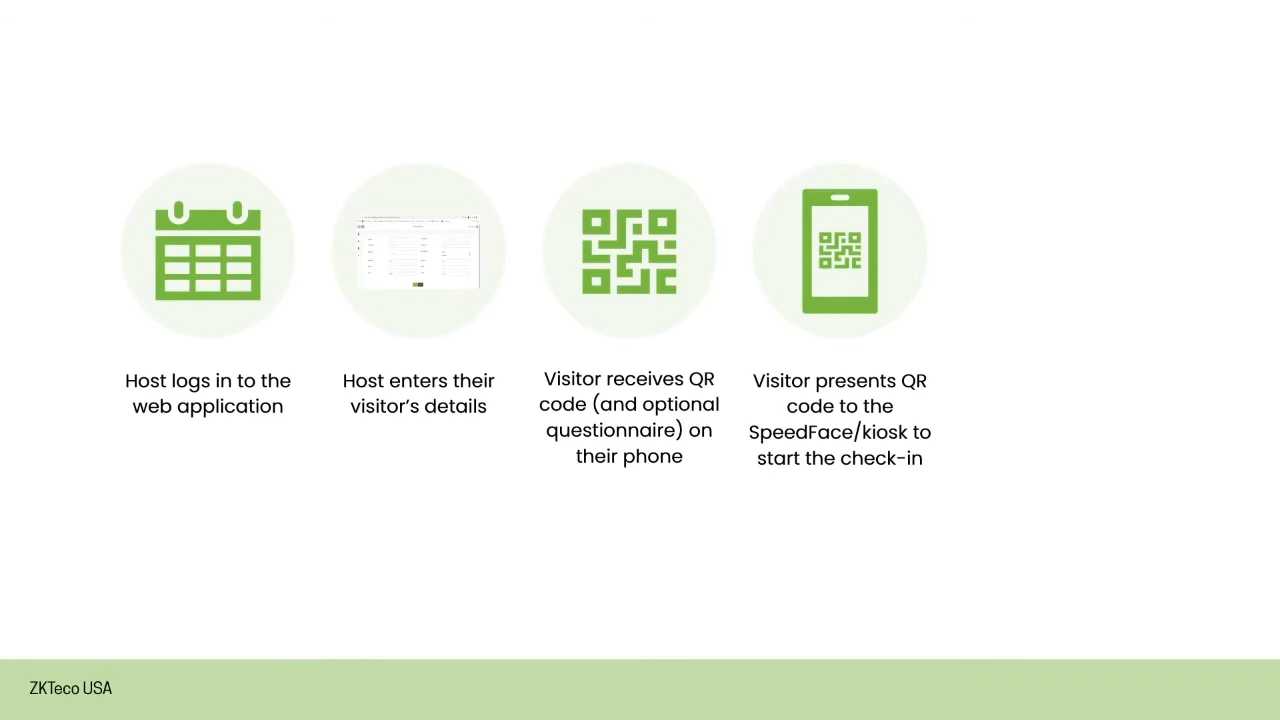 Host logs in to the
web application
Host enters their
visitor's details
Visitor receives QR
code (and optional
questionnaire) on
their phone
Visitor presents QR
code to the
SpeedFace/kiosk to
start the check-in
ZKTeco USA